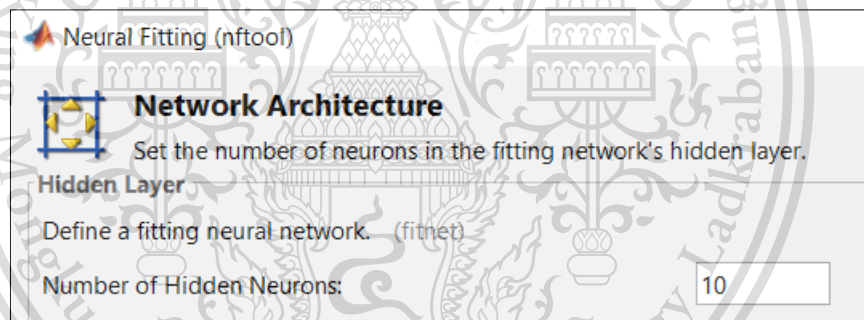 Neural Fitting (nftool)
Network Architecture
Set the number of neurons in the fitting network's hidden layer.
Hidden Layer
Define a fitting neural network. (fitnet)
Number of Hidden Neurons: 10
Ladkrabang